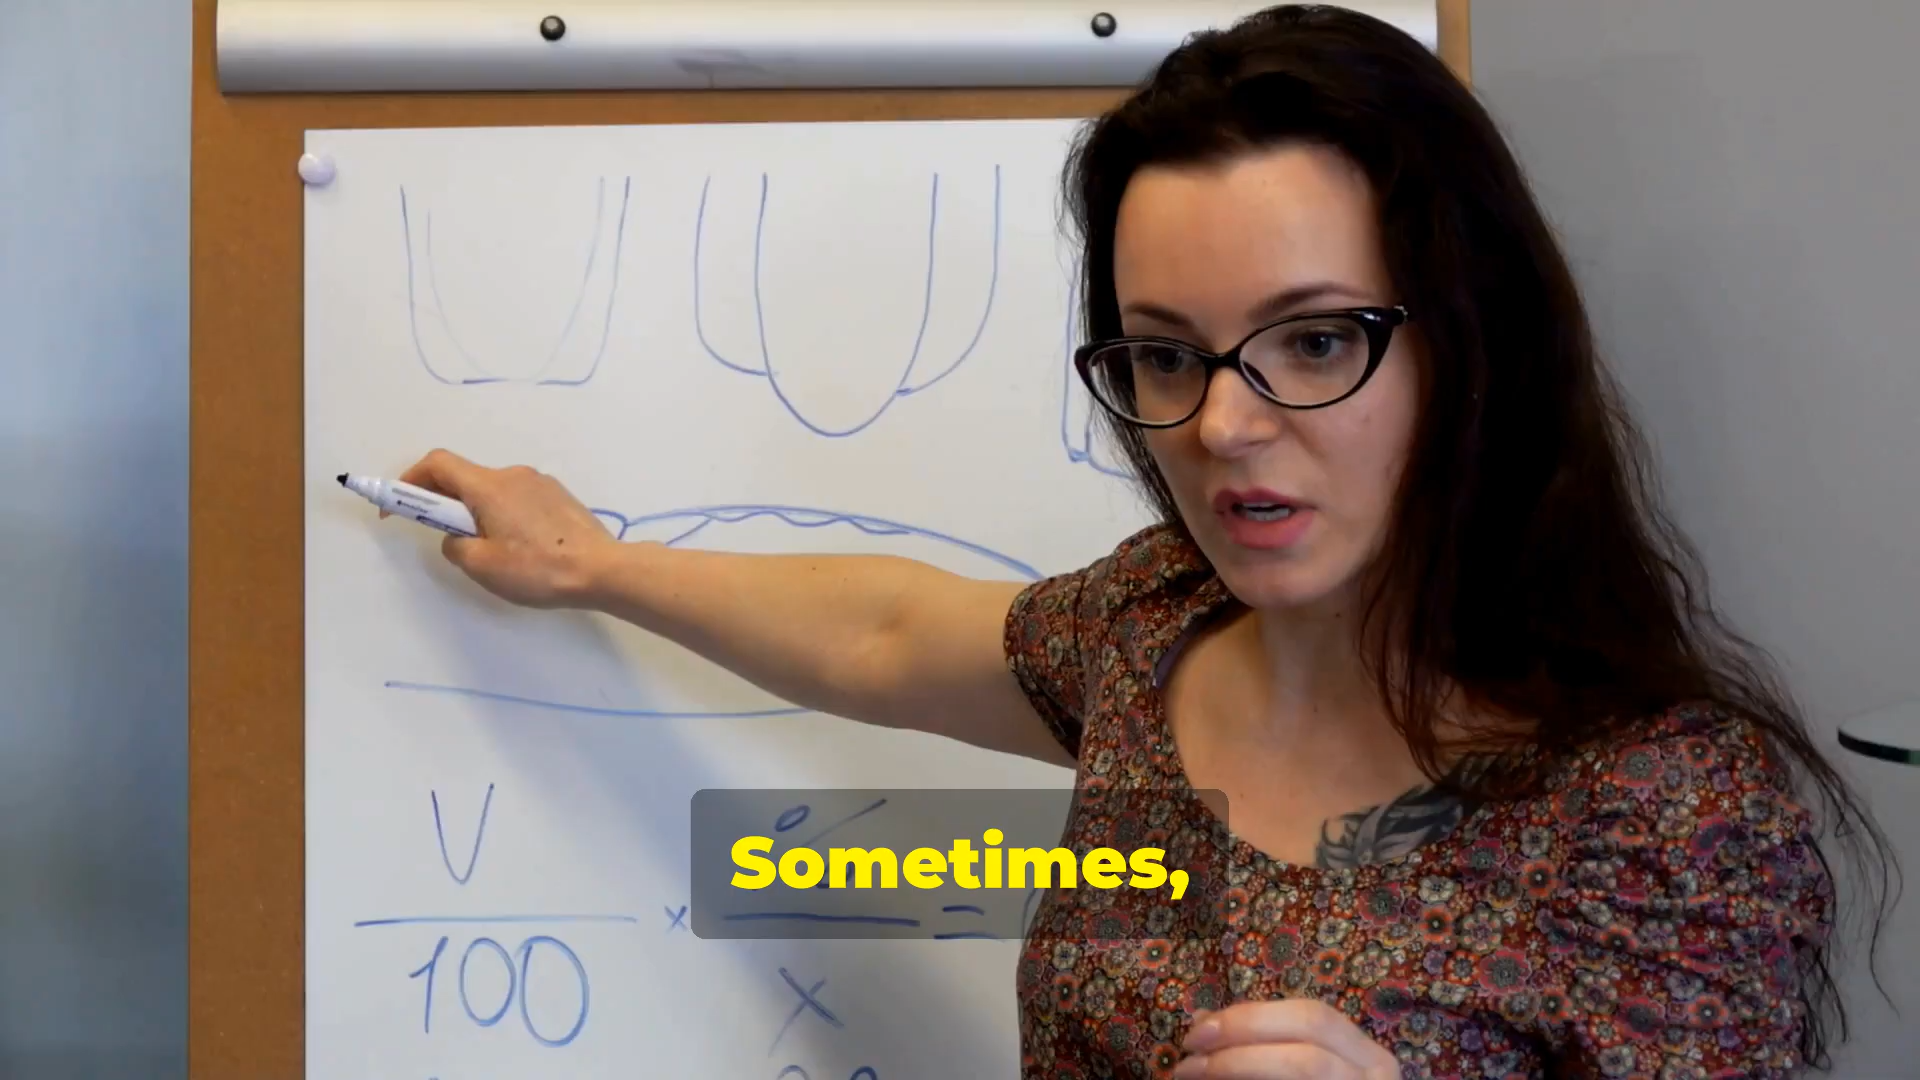 V
%
Sometimes,
x
=
100
x